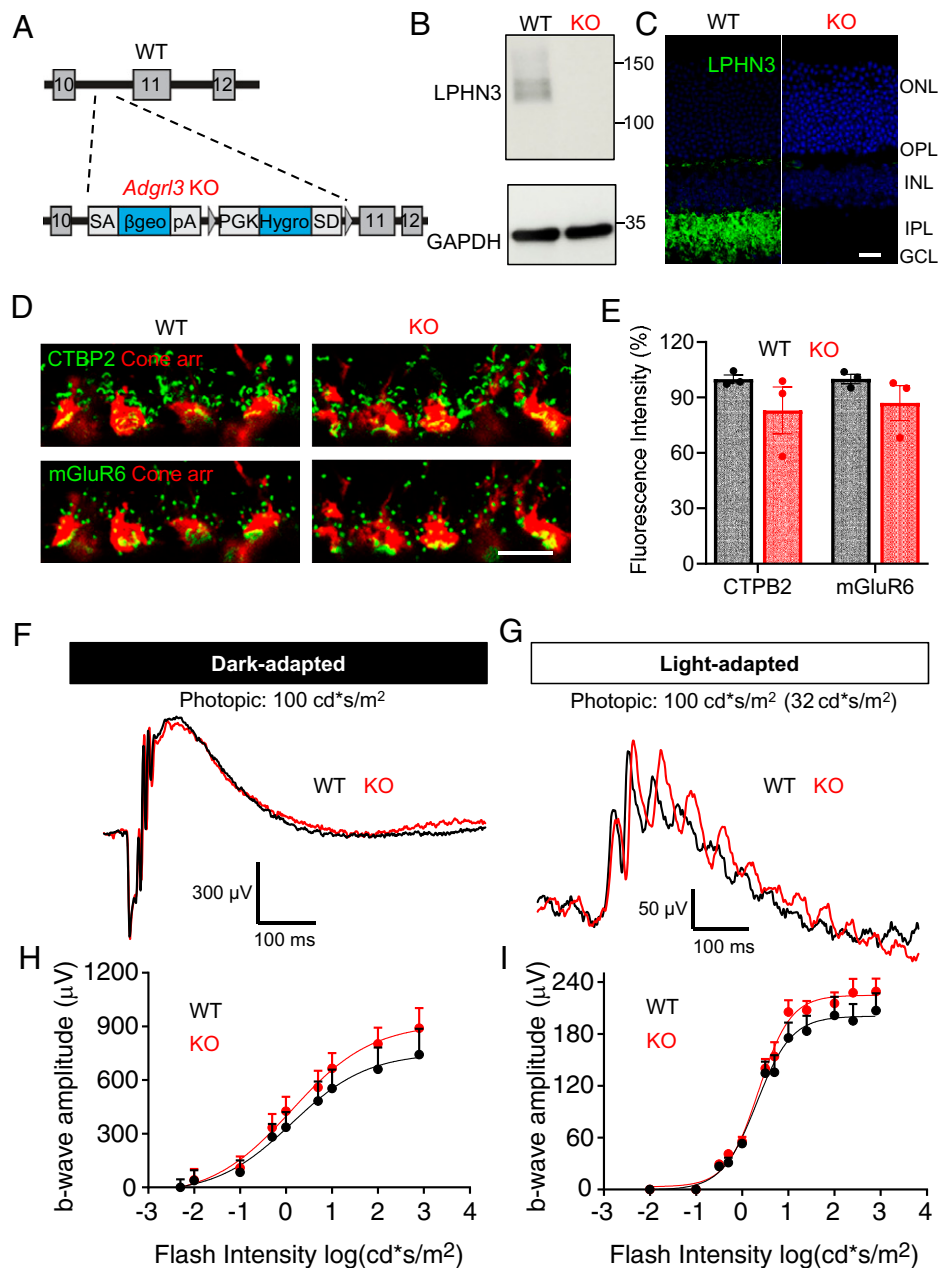 A
WT
10
11
12
Adgrl3 KO
10 SA βgeo pA PGK Hygro SD 11 12
B
WT KO
LPHN3
150
100
GAPDH
35
C
WT KO
LPHN3
ONL
OPL
INL
IPL
GCL
D
WT KO
CTBP2 Cone arr
mGluR6 Cone arr
E
WT KO
Fluorescence Intensity (%)
120
90
60
30
0
CTPB2 mGluR6
F
Dark-adapted
Photopic: 100 cd*s/m²
WT KO
300 μV
100 ms
G
Light-adapted
Photopic: 100 cd*s/m² (32 cd*s/m²)
WT KO
50 μV
100 ms
H
b-wave amplitude (μV)
1200
900
600
300
0
WT
KO
-3 -2 -1 0 1 2 3 4
Flash Intensity log(cd*s/m²)
I
b-wave amplitude (μV)
240
180
120
60
0
WT
KO
-3 -2 -1 0 1 2 3 4
Flash Intensity log(cd*s/m²)